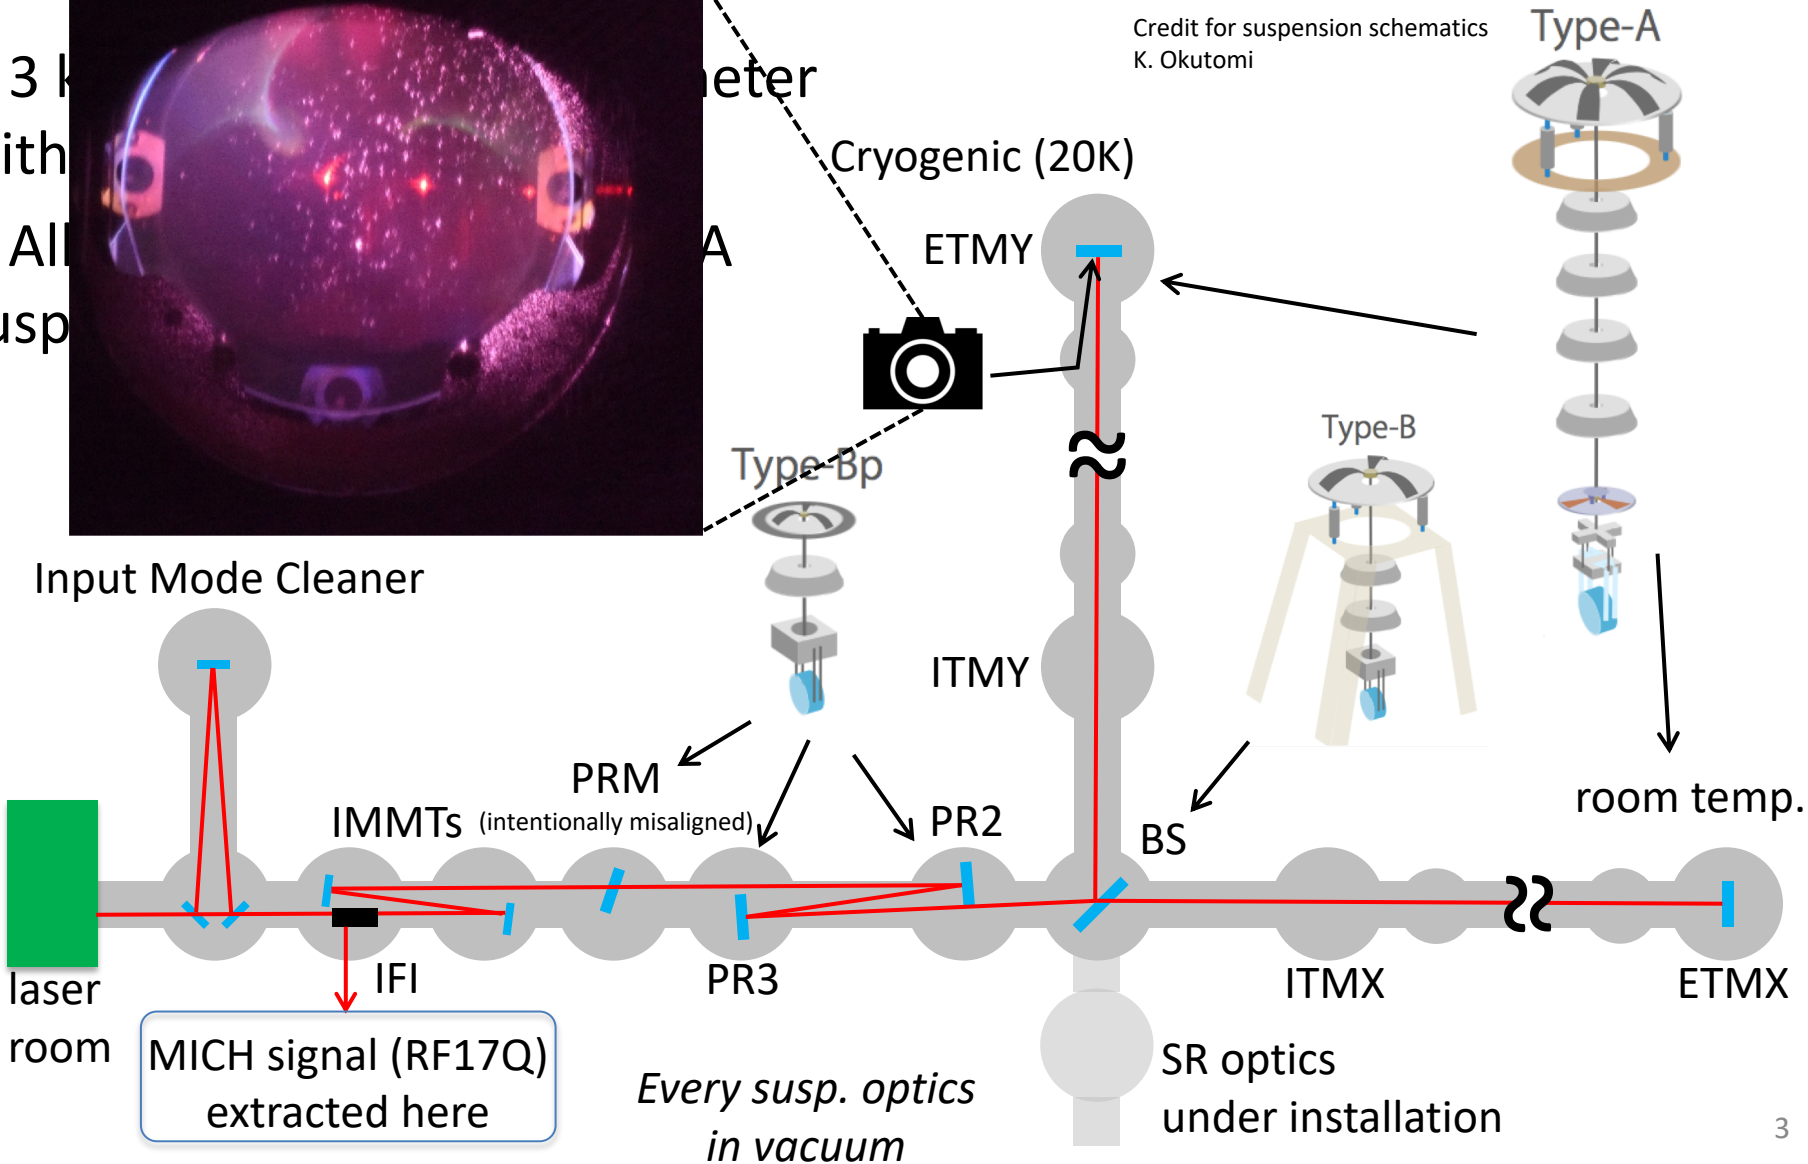 Credit for suspension schematics
K. Okutomi
Type-A
3 k
eter
ith
Cryogenic (20K)
All
A
usp
ETMY
Type-B
Type-Bp
Input Mode Cleaner
ITMY
PRM
(intentionally misaligned)
IMMTs
PR2
BS
room temp.
laser
room
IFI
PR3
ITMX
ETMX
MICH signal (RF17Q)
extracted here
Every susp. optics
in vacuum
SR optics
under installation
3